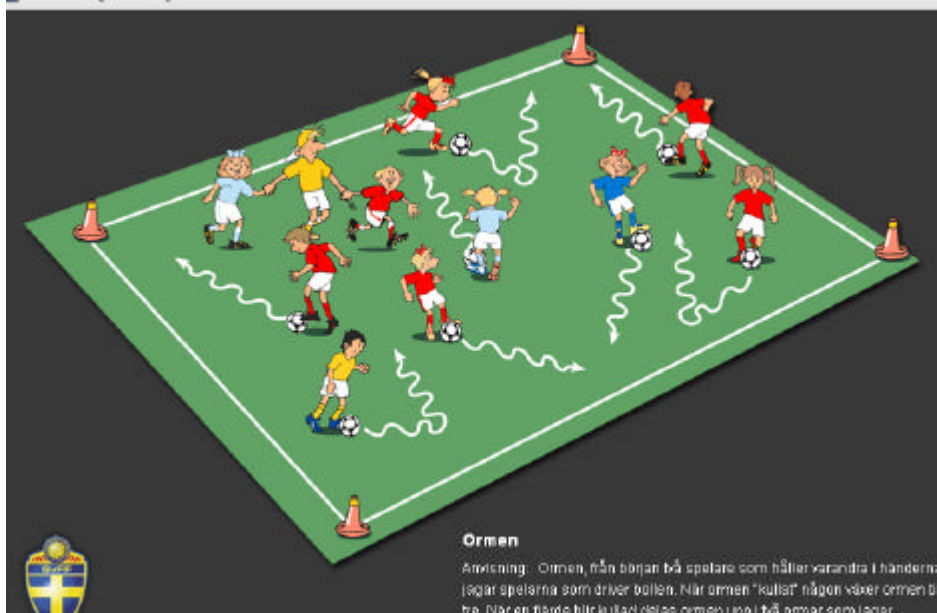 Ormen
Anvisning: Ormen, från början två spelare som håller varandra i händerna
jagar spelarna som driver bollen. När ormen "kullat" någon växer ormen ti
tre. När en fjärde blir kullad delas ormen upp i två ormar som jagar